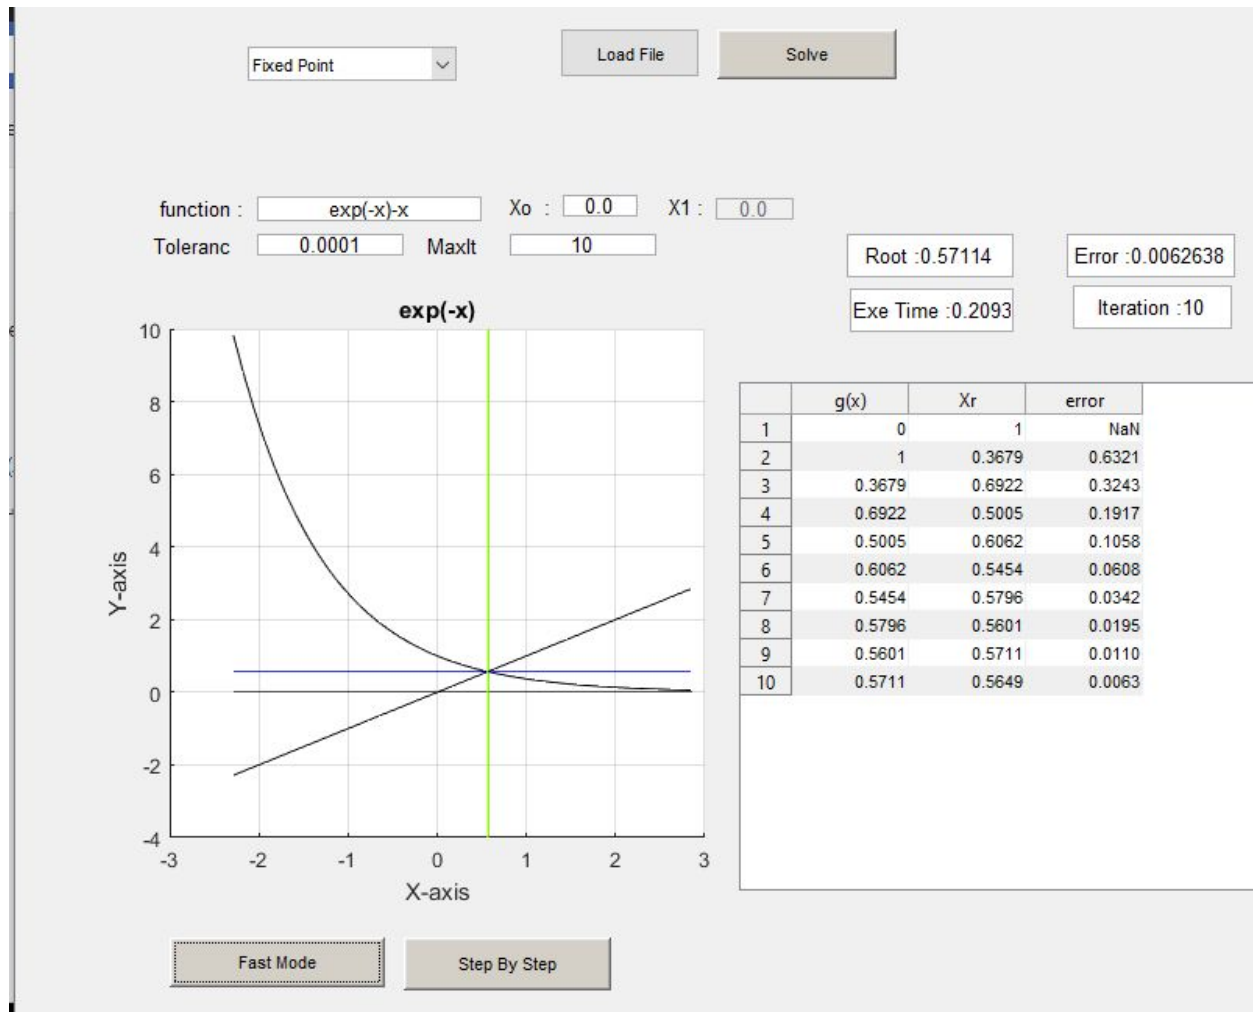 Fixed Point
Load File
Solve
function : exp(-x)-x Xo : 0.0 X1 : 0.0
Toleranc 0.0001 MaxIt 10
Root :0.57114 Error :0.0062638
Exe Time :0.2093 Iteration :10
exp(-x)
10
8
6
4
2
0
-2
-4
Y-axis
-3 -2 -1 0 1 2 3
X-axis
g(x) Xr error
1 0 1 NaN
2 1 0.3679 0.6321
3 0.3679 0.6922 0.3243
4 0.6922 0.5005 0.1917
5 0.5005 0.6062 0.1058
6 0.6062 0.5454 0.0608
7 0.5454 0.5796 0.0342
8 0.5796 0.5601 0.0195
9 0.5601 0.5711 0.0110
10 0.5711 0.5649 0.0063
Fast Mode
Step By Step